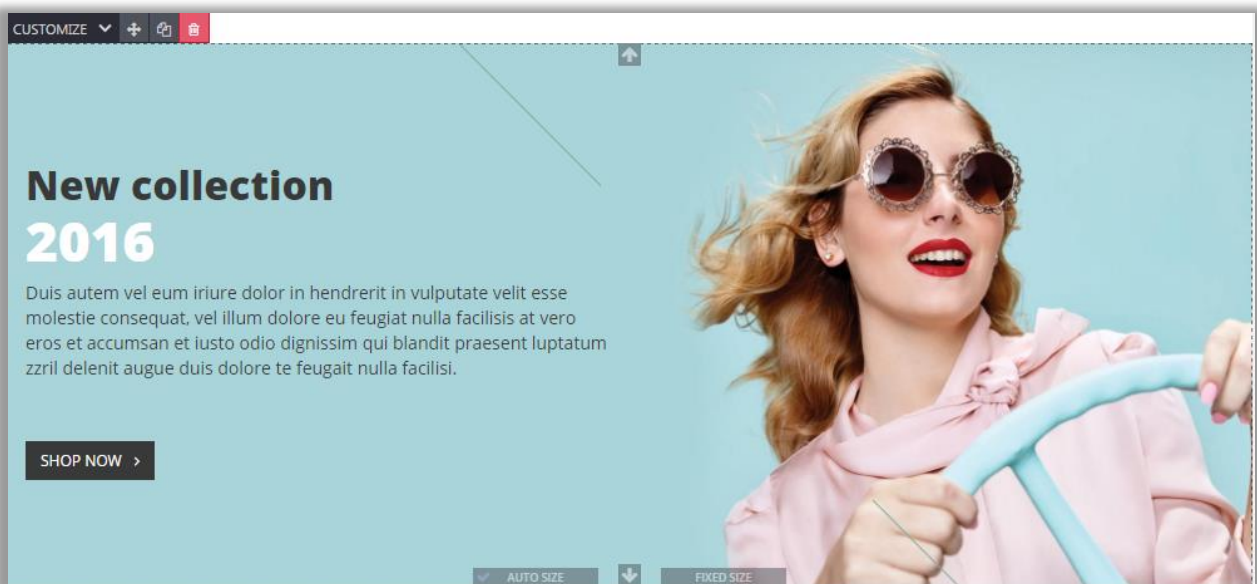 CUSTOMIZE
New collection
2016
Duis autem vel eum iriure dolor in hendrerit in vulputate velit esse
molestie consequat, vel illum dolore eu feugiat nulla facilisis at vero
eros et accumsan et iusto odio dignissim qui blandit praesent luptatum
zzril delenit augue duis dolore te feugait nulla facilisi.
SHOP NOW >
AUTO SIZE
FIXED SIZE